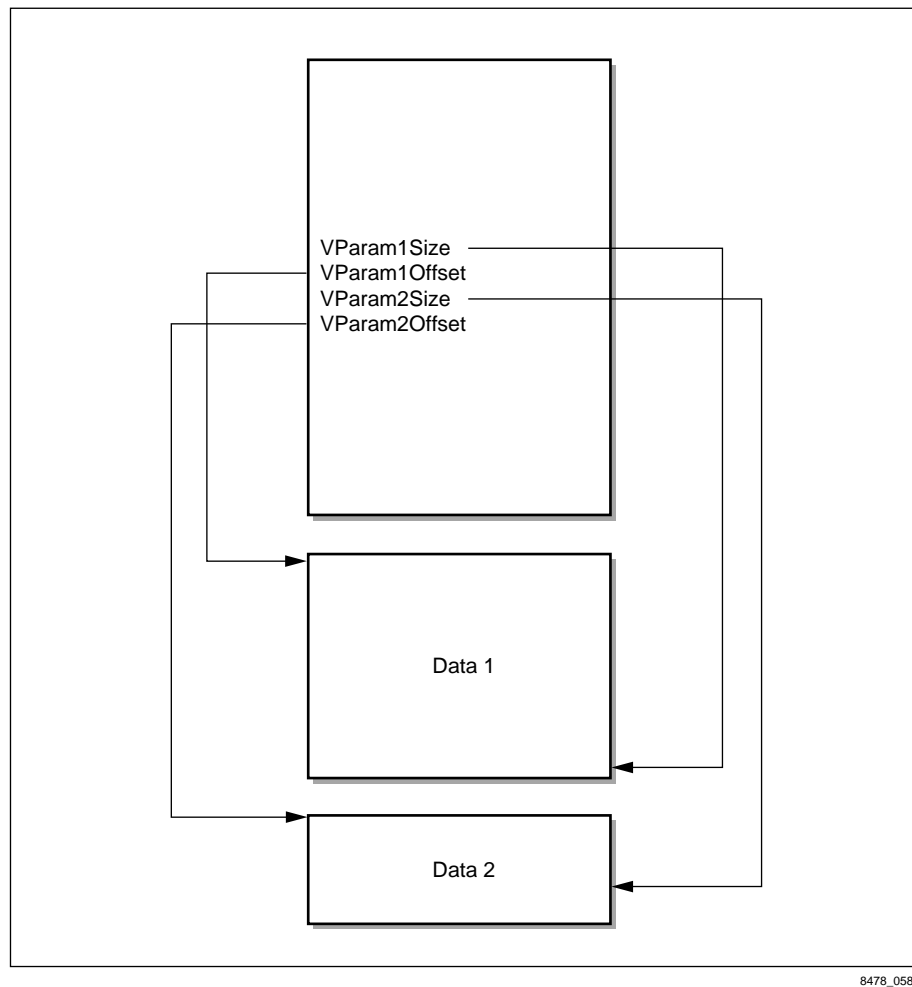 VParam1Size
VParam1Offset
VParam2Size
VParam2Offset
Data 1
Data 2
8478_058